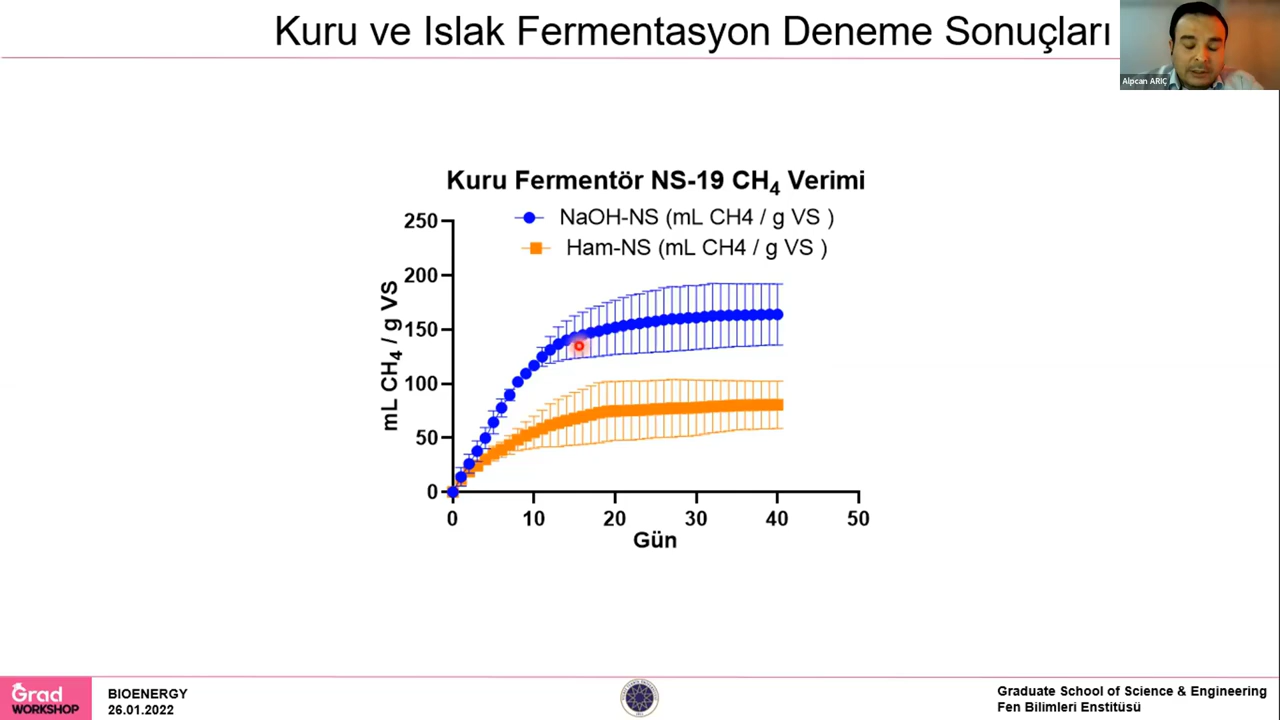 Kuru ve Islak Fermentasyon Deneme Sonuçları
Alpcan ARIÇ
Kuru Fermentör NS-19 CH₄ Verimi
NaOH-NS (mL CH4 / g VS )
Ham-NS (mL CH4 / g VS )
mL CH₄ / g VS
250
200
150
100
50
0
0 10 20 30 40 50
Gün
Grad
WORKSHOP
BIOENERGY
26.01.2022
Graduate School of Science & Engineering
Fen Bilimleri Enstitüsü